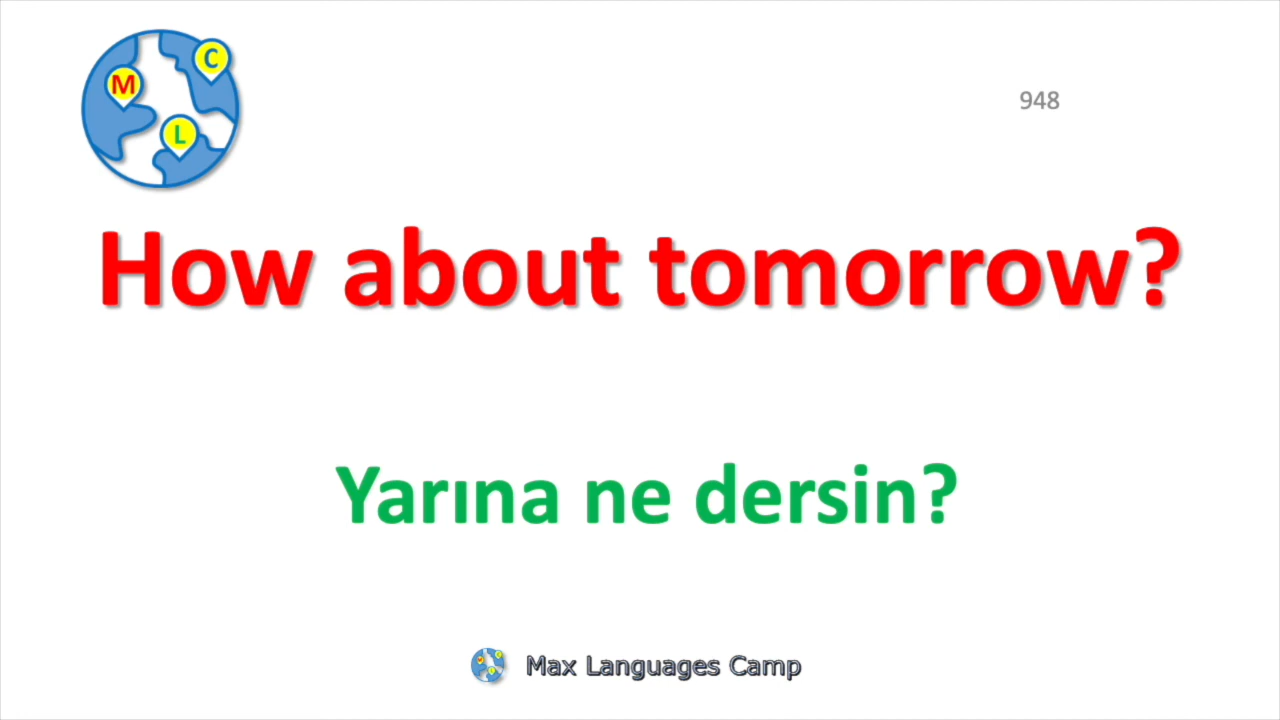 C
M
L
948
How about tomorrow?
Yarına ne dersin?
Max Languages Camp